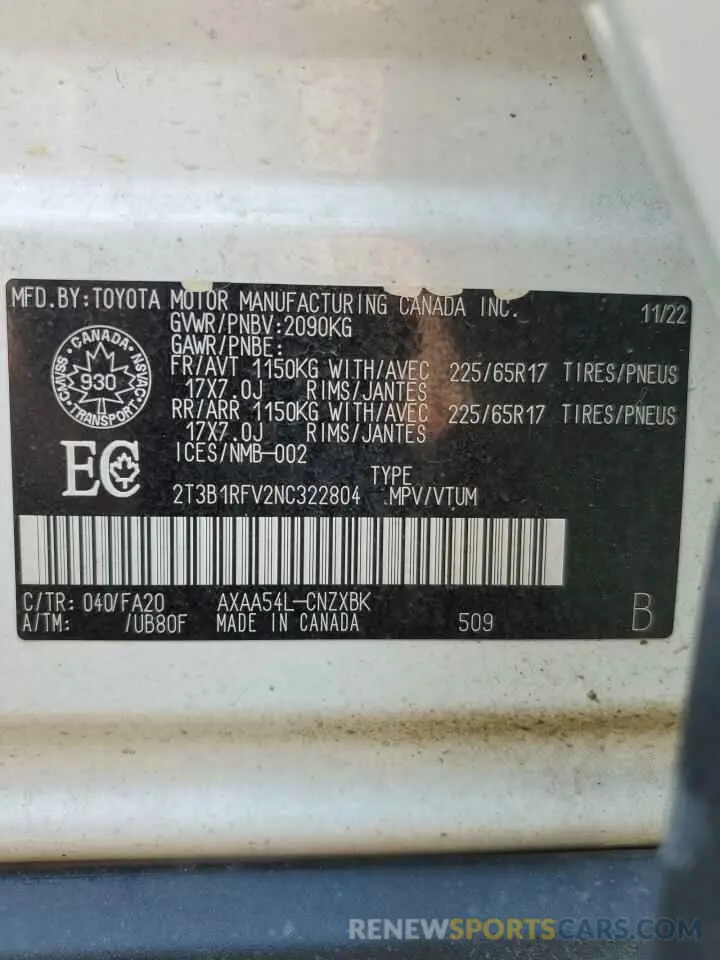 MFD.BY:TOYOTA MOTOR MANUFACTURING CANADA INC. 11/22
GVWR/PNBV:2090KG
GAWR/PNBE:
FR/AVT 1150KG WITH/AVEC 225/65R17 TIRES/PNEUS
17X7.0J RIMS/JANTES
RR/ARR 1150KG WITH/AVEC 225/65R17 TIRES/PNEUS
17X7.0J RIMS/JANTES
ICES/NMB-002
CANADA
930
TRANSPORT
CMVSS
NSVAC
EC
TYPE
2T3B1RFV2NC322804 MPV/VTUM
C/TR: 040/FA20 AXAA54L-CNZXBK
A/TM: /UB80F MADE IN CANADA 509 B
RENEWSPORTSCARS.COM